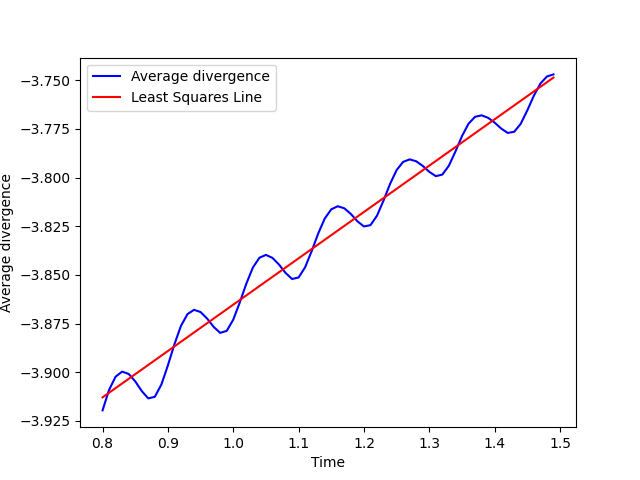 Average divergence
Least Squares Line
−3.750
−3.775
−3.800
−3.825
−3.850
−3.875
−3.900
−3.925
Average divergence
0.8 0.9 1.0 1.1 1.2 1.3 1.4 1.5
Time